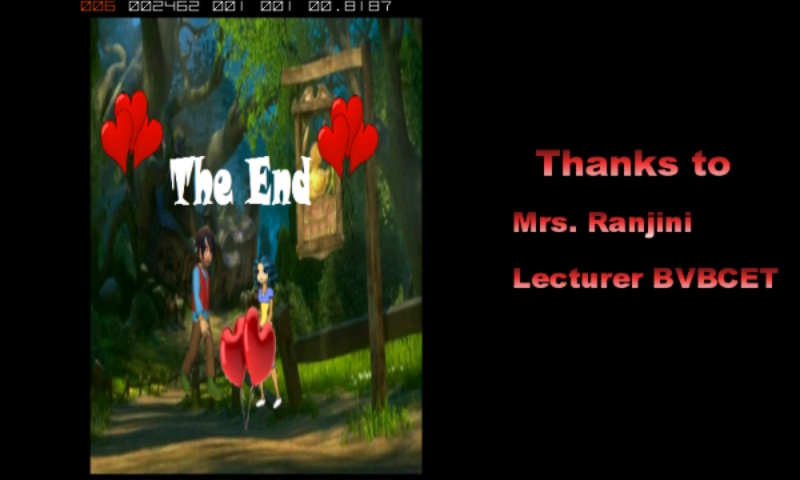 006 002462 001 001 00.8187
The End
Thanks to
Mrs. Ranjini
Lecturer BVBCET